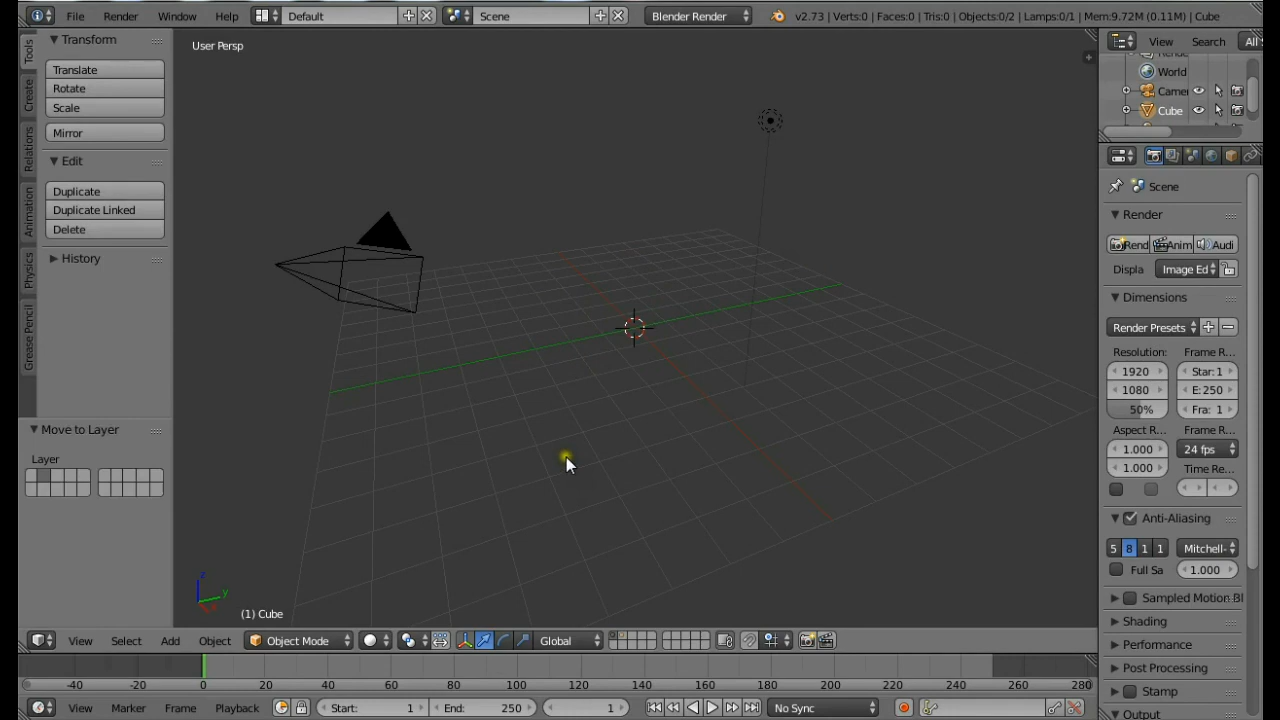 File Render Window Help Default Scene Blender Render v2.73 | Verts:0 | Faces:0 | Tris:0 | Objects:0/2 | Lamps:0/1 | Mem:9.72M (0.11M) | Cube
Tools
Create
Relations
Animation
Physics
Grease Pencil
Transform
Translate
Rotate
Scale
Mirror
Edit
Duplicate
Duplicate Linked
Delete
History
Move to Layer
Layer
User Persp
z
y
x
(1) Cube
View Search All
World
Camer
Cube
Scene
Render
Rend Anim Audi
Displa Image Ed
Dimensions
Render Presets
Resolution: Frame R...
1920 Star: 1
1080 E: 250
50% Fra: 1
Aspect R... Frame R...
1.000 24 fps
1.000 Time Re...
Anti-Aliasing
5 8 1 1 Mitchell-
Full Sa 1.000
Sampled Motion Bl
Shading
Performance
Post Processing
Stamp
Output
View Select Add Object Object Mode Global
-40 -20 0 20 40 60 80 100 120 140 160 180 200 220 240 260 280
View Marker Frame Playback Start: 1 End: 250 1 No Sync